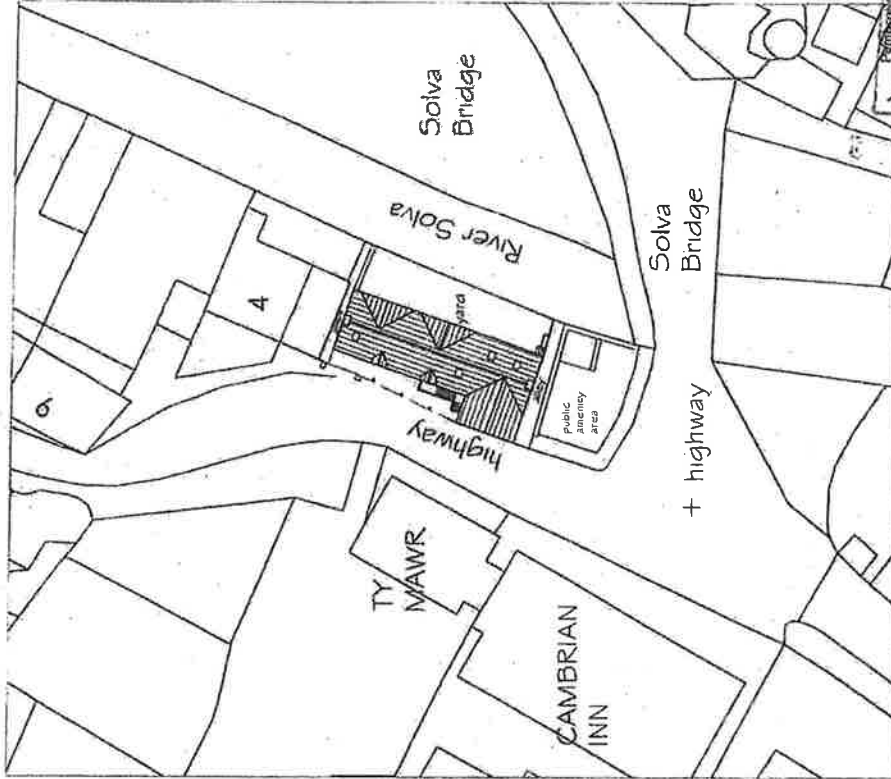 Solva
Bridge
River Solva
4
6
yard
highway
Public
amenity
area
Solva
Bridge
+ highway
TY
MAWR
CAMBRIAN
INN